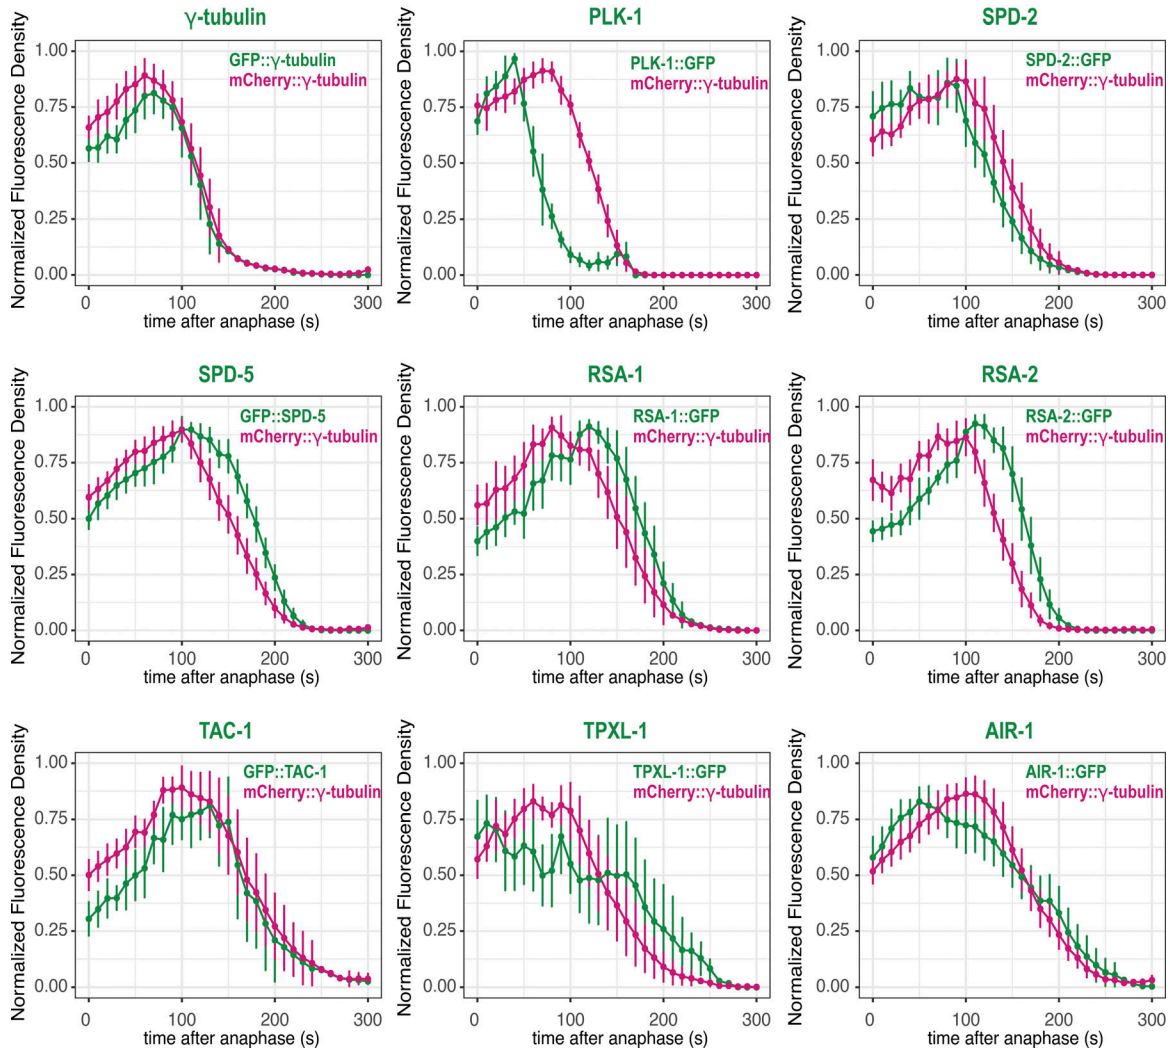 γ-tubulin
Normalized Fluorescence Density
1.00
0.75
0.50
0.25
0.00
GFP::γ-tubulin
mCherry::γ-tubulin
0 100 200 300
time after anaphase (s)
PLK-1
Normalized Fluorescence Density
1.00
0.75
0.50
0.25
0.00
PLK-1::GFP
mCherry::γ-tubulin
0 100 200 300
time after anaphase (s)
SPD-2
Normalized Fluorescence Density
1.00
0.75
0.50
0.25
0.00
SPD-2::GFP
mCherry::γ-tubulin
0 100 200 300
time after anaphase (s)
SPD-5
Normalized Fluorescence Density
1.00
0.75
0.50
0.25
0.00
GFP::SPD-5
mCherry::γ-tubulin
0 100 200 300
time after anaphase (s)
RSA-1
Normalized Fluorescence Density
1.00
0.75
0.50
0.25
0.00
RSA-1::GFP
mCherry::γ-tubulin
0 100 200 300
time after anaphase (s)
RSA-2
Normalized Fluorescence Density
1.00
0.75
0.50
0.25
0.00
RSA-2::GFP
mCherry::γ-tubulin
0 100 200 300
time after anaphase (s)
TAC-1
Normalized Fluorescence Density
1.00
0.75
0.50
0.25
0.00
GFP::TAC-1
mCherry::γ-tubulin
0 100 200 300
time after anaphase (s)
TPXL-1
Normalized Fluorescence Density
1.00
0.75
0.50
0.25
0.00
TPXL-1::GFP
mCherry::γ-tubulin
0 100 200 300
time after anaphase (s)
AIR-1
Normalized Fluorescence Density
1.00
0.75
0.50
0.25
0.00
AIR-1::GFP
mCherry::γ-tubulin
0 100 200 300
time after anaphase (s)